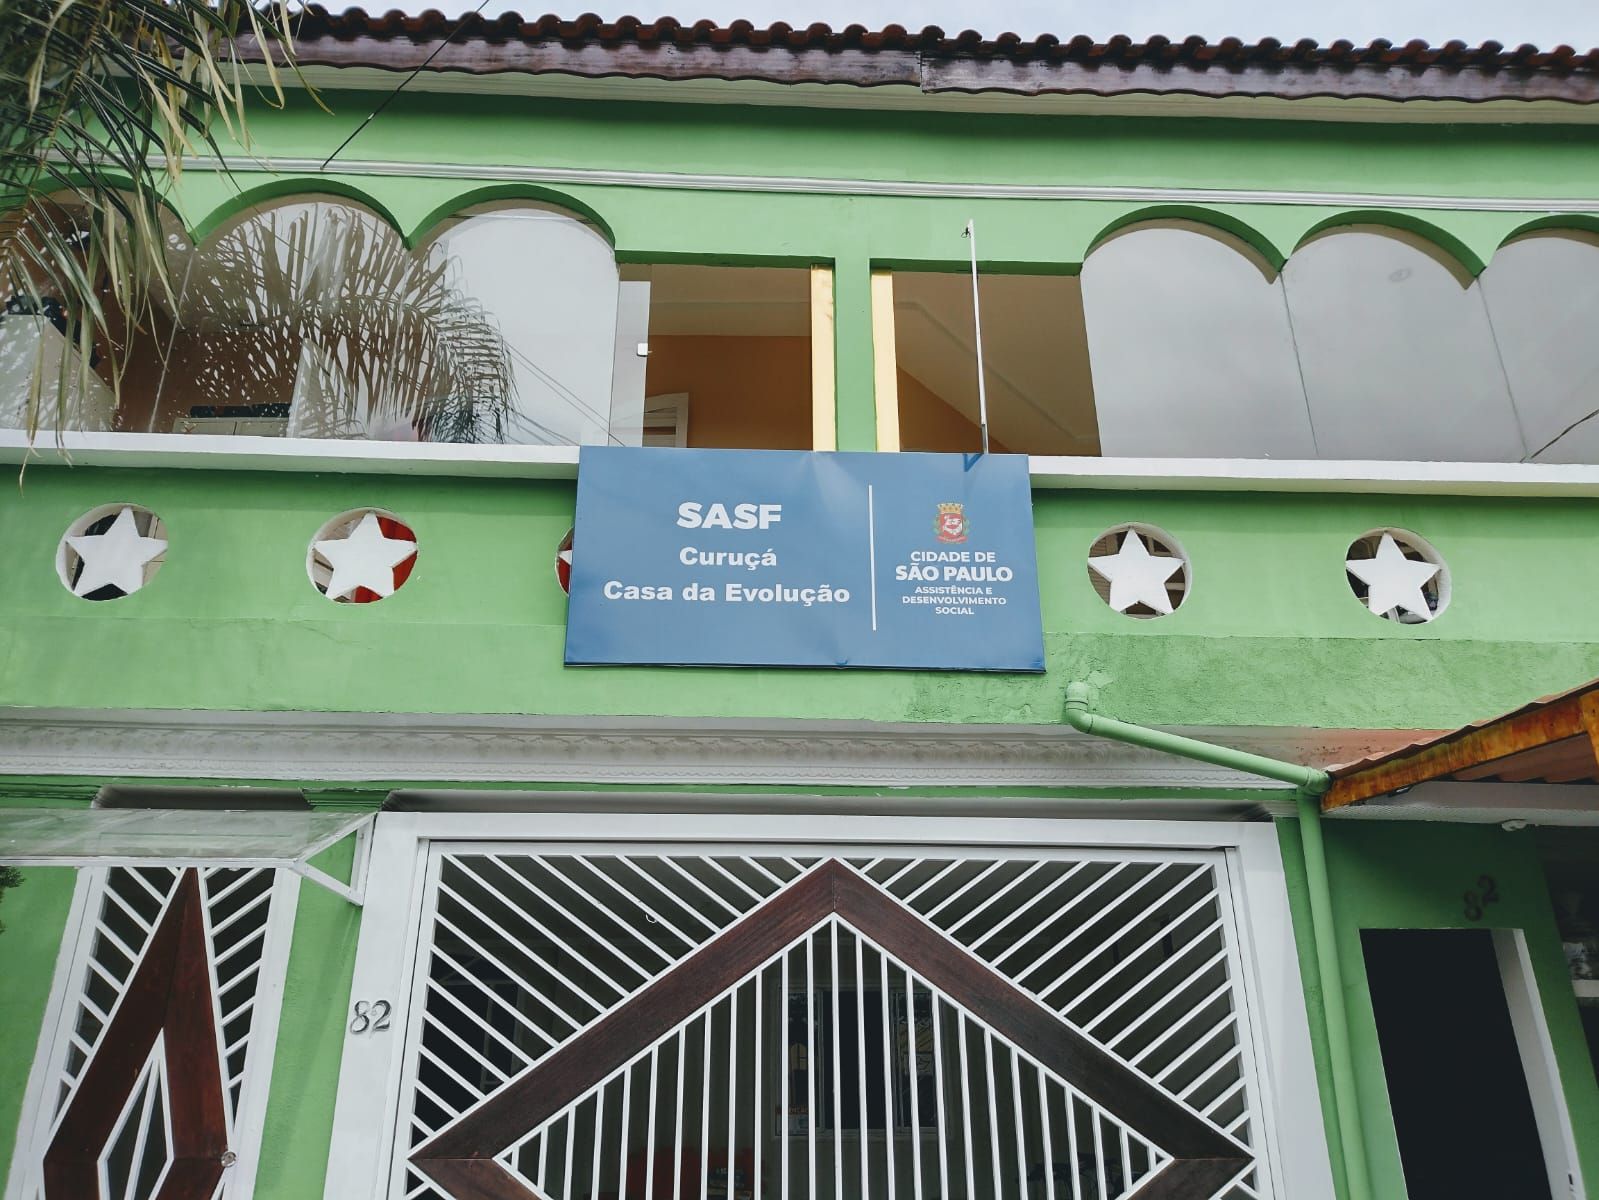 SASF
Curuçá
Casa da Evolução
CIDADE DE
SÃO PAULO
ASSISTÊNCIA E
DESENVOLVIMENTO
SOCIAL
82
82